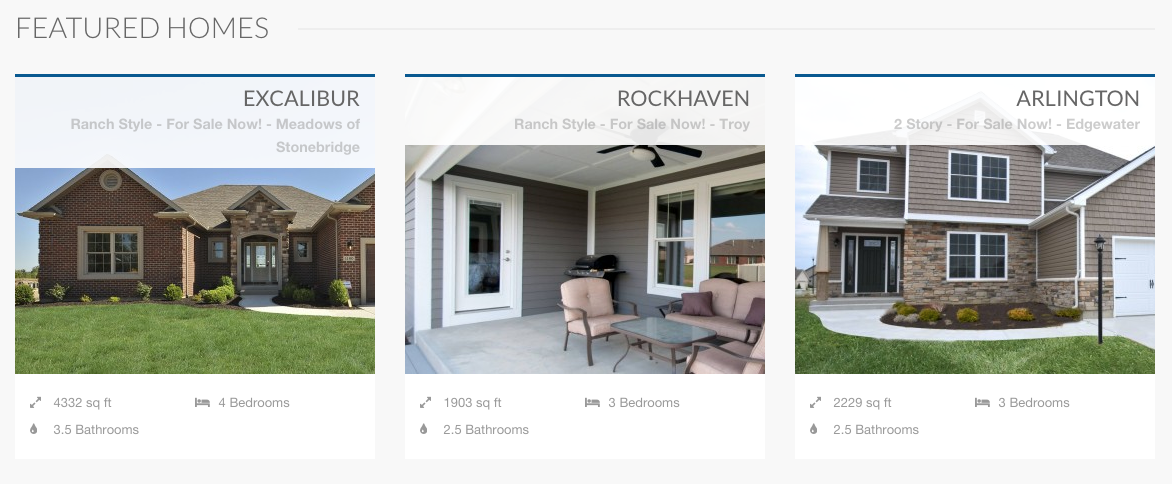 FEATURED HOMES
EXCALIBUR
Ranch Style - For Sale Now! - Meadows of
Stonebridge
4332 sq ft
4 Bedrooms
3.5 Bathrooms
ROCKHAVEN
Ranch Style - For Sale Now! - Troy
1903 sq ft
3 Bedrooms
2.5 Bathrooms
ARLINGTON
2 Story - For Sale Now! - Edgewater
2229 sq ft
3 Bedrooms
2.5 Bathrooms